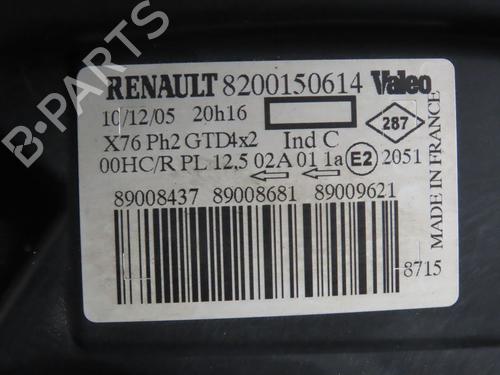 RENAULT 8200150614 Valeo
10/12/05 20h16
X76 Ph2 GTD4x2 Ind C
287
00HC/R PL 12,5 02A 01 1a E2 2051
MADE IN FRANCE
89008437 89008681 89009621
8715
B-PARTS